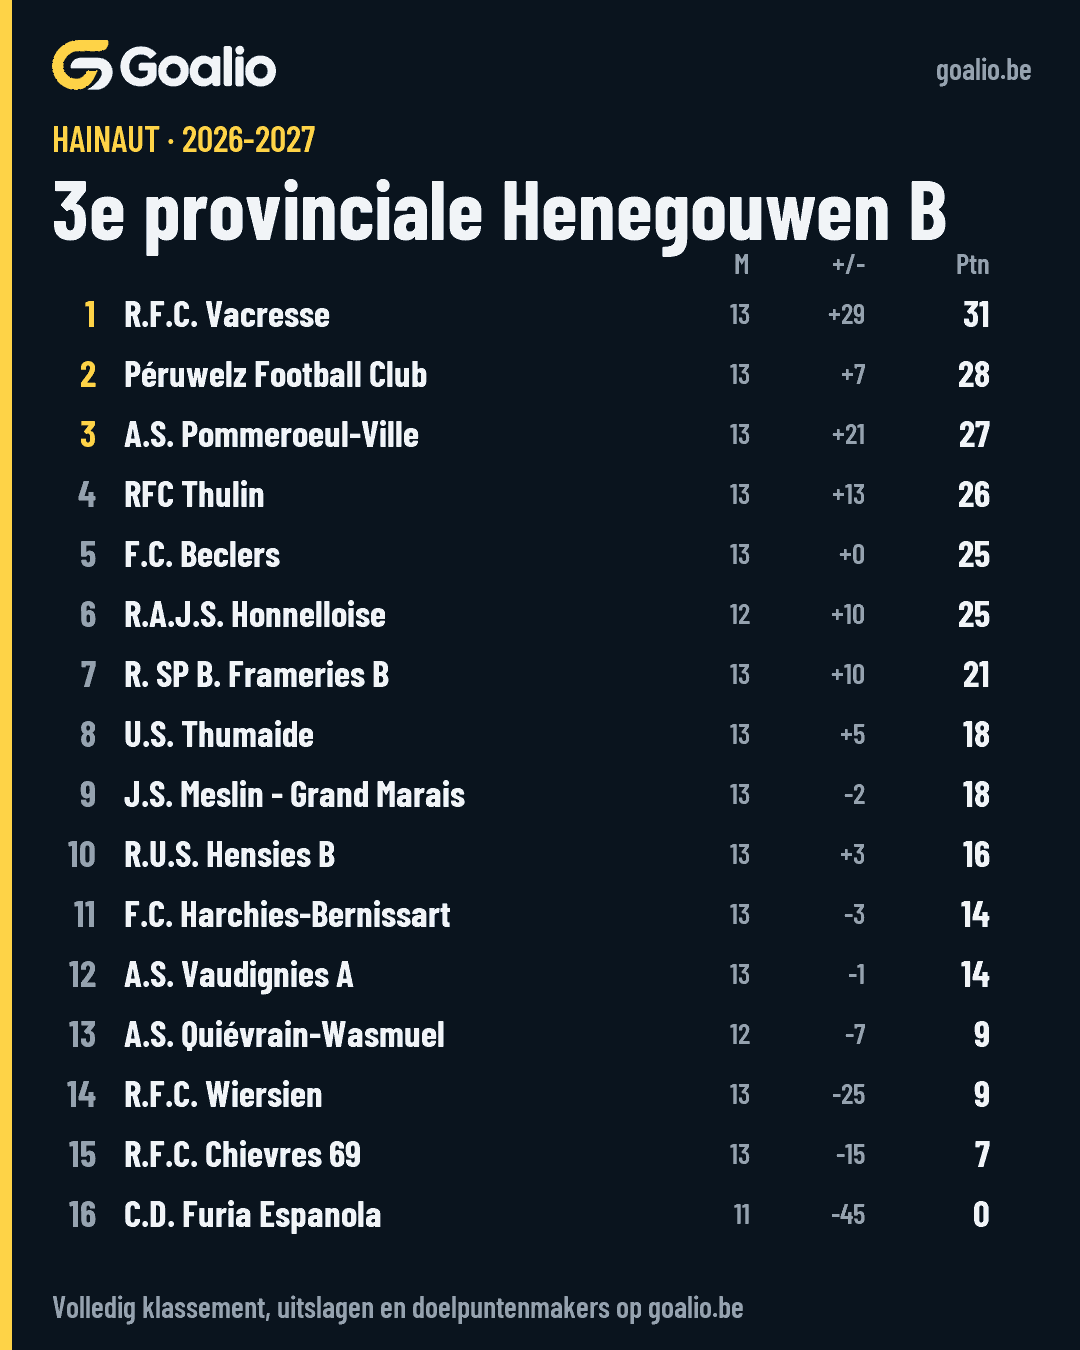 Goalio goalio.be
HAINAUT · 2026-2027
3e provinciale Henegouwen B
M +/- Ptn
1 R.F.C. Vacresse 13 +29 31
2 Péruwelz Football Club 13 +7 28
3 A.S. Pommeroeul-Ville 13 +21 27
4 RFC Thulin 13 +13 26
5 F.C. Beclers 13 +0 25
6 R.A.J.S. Honnelloise 12 +10 25
7 R. SP B. Frameries B 13 +10 21
8 U.S. Thumaide 13 +5 18
9 J.S. Meslin - Grand Marais 13 -2 18
10 R.U.S. Hensies B 13 +3 16
11 F.C. Harchies-Bernissart 13 -3 14
12 A.S. Vaudignies A 13 -1 14
13 A.S. Quiévrain-Wasmuel 12 -7 9
14 R.F.C. Wiersien 13 -25 9
15 R.F.C. Chievres 69 13 -15 7
16 C.D. Furia Espanola 11 -45 0
Volledig klassement, uitslagen en doelpuntenmakers op goalio.be